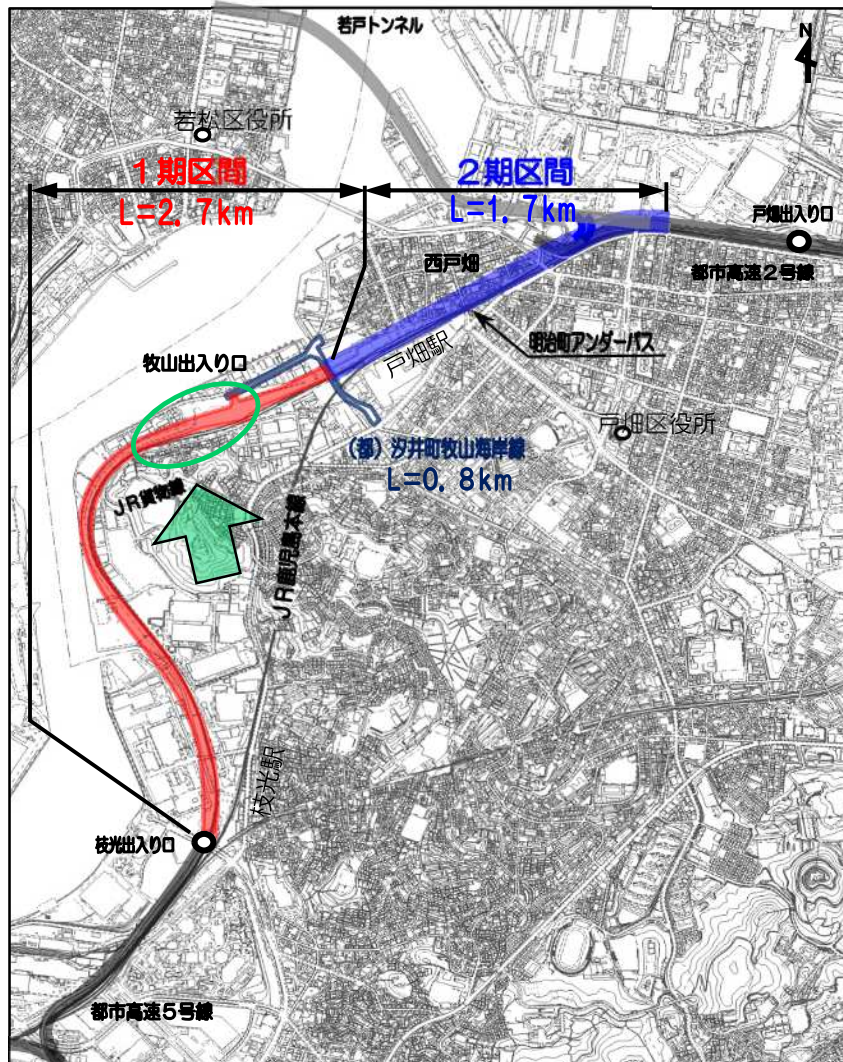 若戸トンネル
N
若松区役所
1期区間
L=2.7km
2期区間
L=1.7km
戸畑出入り口
都市高速2号線
西戸畑
戸畑駅
明治町アンダーパス
牧山出入り口
戸畑区役所
(都)汐井町牧山海岸線
L=0.8km
JR貨物線
JR鹿児島本線
枝光駅
枝光出入り口
都市高速5号線